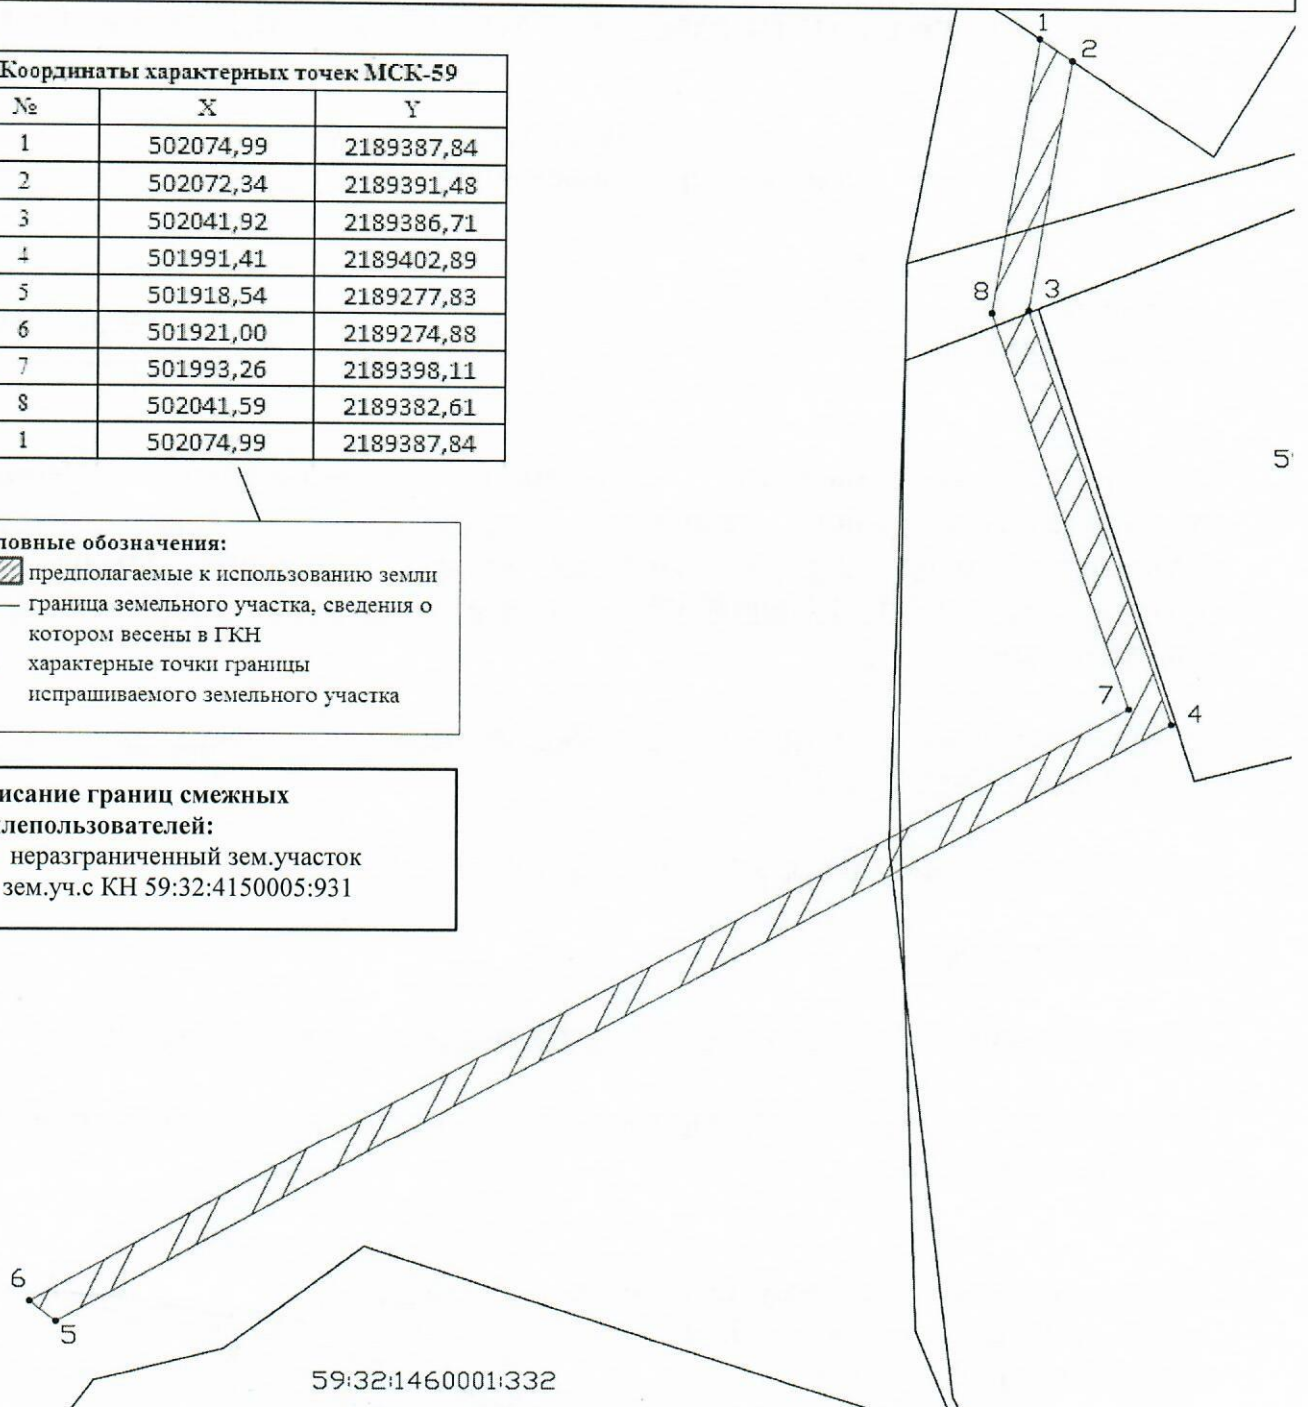 Координаты характерных точек МСК-59
№ X Y
1 502074,99 2189387,84
2 502072,34 2189391,48
3 502041,92 2189386,71
4 501991,41 2189402,89
5 501918,54 2189277,83
6 501921,00 2189274,88
7 501993,26 2189398,11
8 502041,59 2189382,61
1 502074,99 2189387,84
ловные обозначения:
предполагаемые к использованию земли
— граница земельного участка, сведения о
котором весены в ГКН
характерные точки границы
испрашиваемого земельного участка
исание границ смежных
лепользователей:
неразграниченный зем.участок
зем.уч.с КН 59:32:4150005:931
1
2
8
3
5
7
4
6
5
59:32:1460001:332